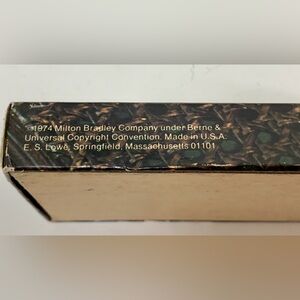 ©1974 Milton Bradley Company under Berne &
Universal Copyright Convention. Made in U.S.A.
E. S. Lowe, Springfield, Massachusetts 01101